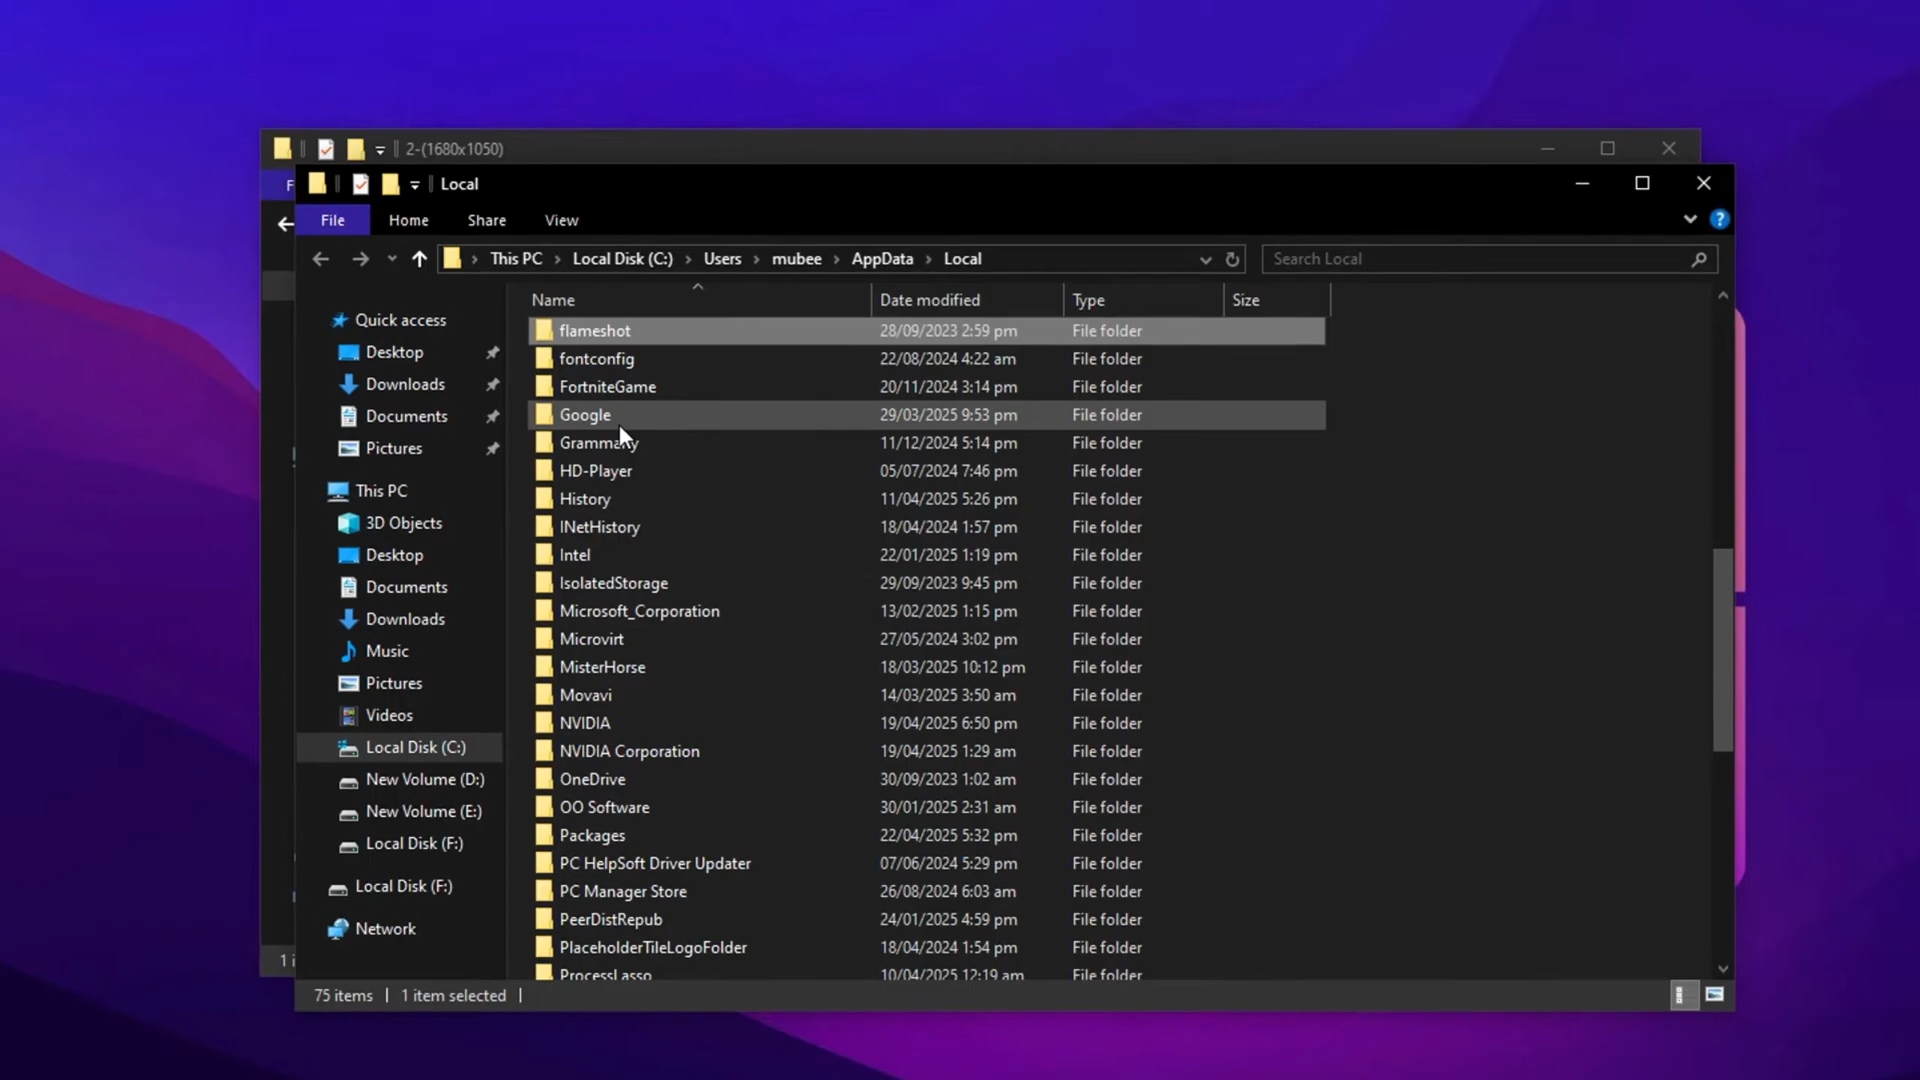 2-(1680x1050)
F
Local
File Home Share View
This PC Local Disk (C:) Users mubee AppData Local Search Local
Name Date modified Type Size
Quick access
Desktop
Downloads
Documents
Pictures
This PC
3D Objects
Desktop
Documents
Downloads
Music
Pictures
Videos
Local Disk (C:)
New Volume (D:)
New Volume (E:)
Local Disk (F:)
Local Disk (F:)
Network
flameshot 28/09/2023 2:59 pm File folder
fontconfig 22/08/2024 4:22 am File folder
FortniteGame 20/11/2024 3:14 pm File folder
Google 29/03/2025 9:53 pm File folder
Grammarly 11/12/2024 5:14 pm File folder
HD-Player 05/07/2024 7:46 pm File folder
History 11/04/2025 5:26 pm File folder
INetHistory 18/04/2024 1:57 pm File folder
Intel 22/01/2025 1:19 pm File folder
IsolatedStorage 29/09/2023 9:45 pm File folder
Microsoft_Corporation 13/02/2025 1:15 pm File folder
Microvirt 27/05/2024 3:02 pm File folder
MisterHorse 18/03/2025 10:12 pm File folder
Movavi 14/03/2025 3:50 am File folder
NVIDIA 19/04/2025 6:50 pm File folder
NVIDIA Corporation 19/04/2025 1:29 am File folder
OneDrive 30/09/2023 1:02 am File folder
OO Software 30/01/2025 2:31 am File folder
Packages 22/04/2025 5:32 pm File folder
PC HelpSoft Driver Updater 07/06/2024 5:29 pm File folder
PC Manager Store 26/08/2024 6:03 am File folder
PeerDistRepub 24/01/2025 4:59 pm File folder
PlaceholderTileLogoFolder 18/04/2024 1:54 pm File folder
ProcessLasso 10/04/2025 12:19 am File folder
1 i
75 items 1 item selected